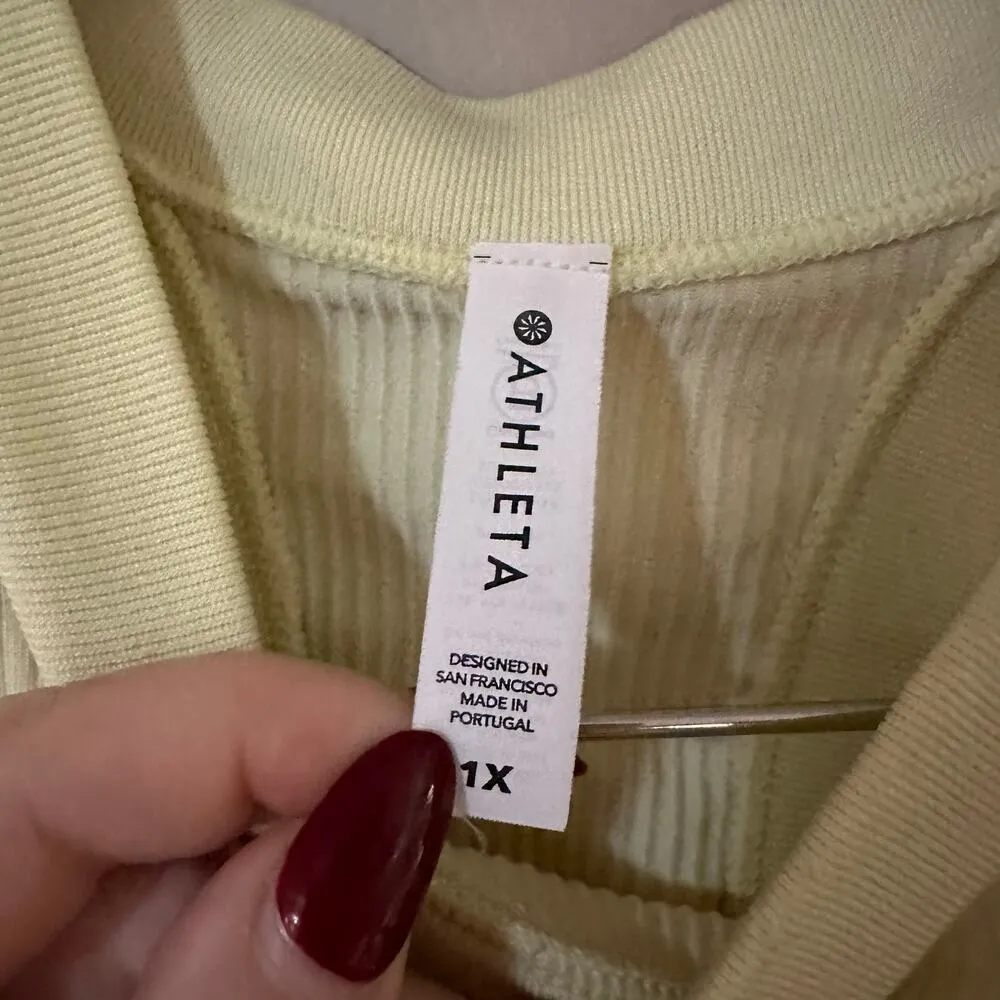 ATHLETA
DESIGNED IN
SAN FRANCISCO
MADE IN
PORTUGAL
1X